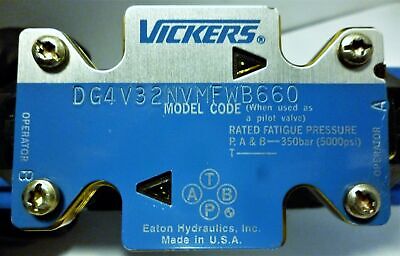 VICKERS®
DG4V32NVMFWB660
MODEL CODE (When used as
a pilot valve)
RATED FATIGUE PRESSURE
P, A & B—350bar (5000psi)
T
OPERATOR B
OPERATOR A
T
A B
P
Eaton Hydraulics, Inc.
Made in U.S.A.